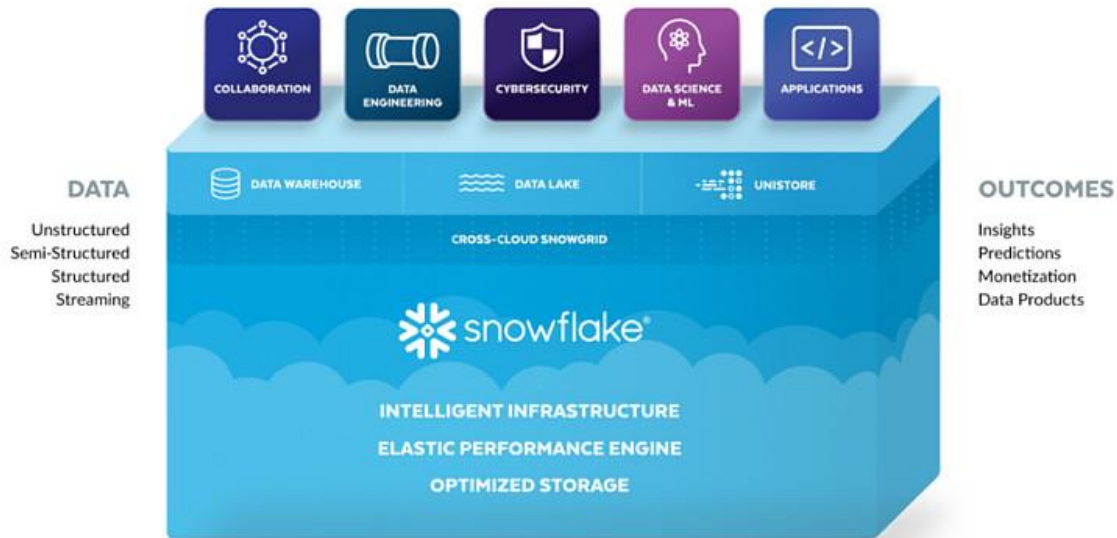 COLLABORATION
DATA
ENGINEERING
CYBERSECURITY
DATA SCIENCE
& ML
APPLICATIONS
DATA WAREHOUSE
DATA LAKE
UNISTORE
CROSS-CLOUD SNOWGRID
DATA
Unstructured
Semi-Structured
Structured
Streaming
snowflake®
INTELLIGENT INFRASTRUCTURE
ELASTIC PERFORMANCE ENGINE
OPTIMIZED STORAGE
OUTCOMES
Insights
Predictions
Monetization
Data Products